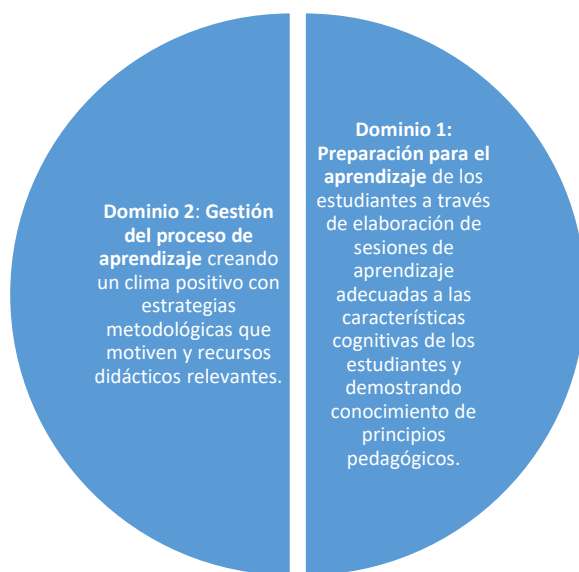 Dominio 1:
Preparación para el
aprendizaje de los
estudiantes a través
de elaboración de
sesiones de
aprendizaje
adecuadas a las
características
cognitivas de los
estudiantes y
demostrando
conocimiento de
principios
pedagógicos.
Dominio 2: Gestión
del proceso de
aprendizaje creando
un clima positivo con
estrategias
metodológicas que
motiven y recursos
didácticos relevantes.